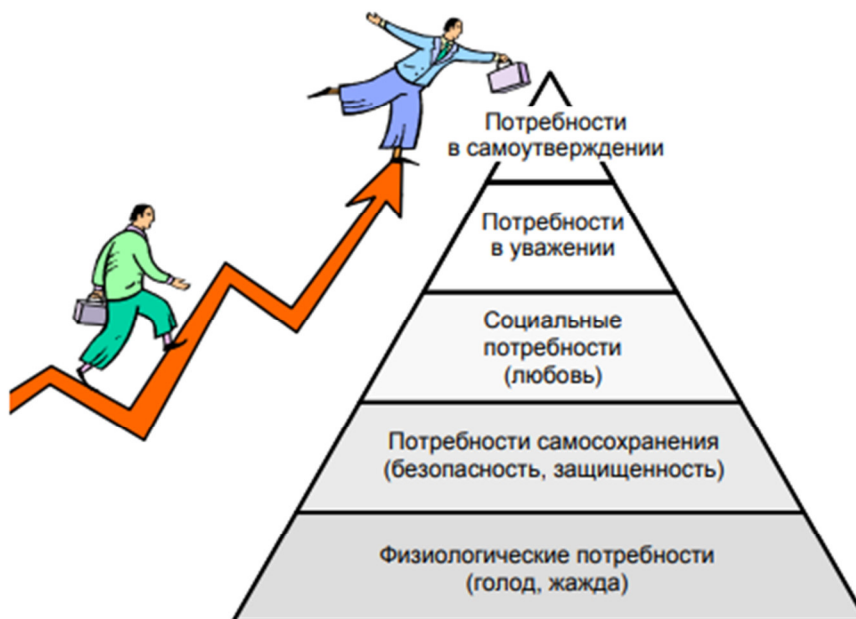 Потребности
в самоутверждении
Потребности
в уважении
Социальные
потребности
(любовь)
Потребности самосохранения
(безопасность, защищенность)
Физиологические потребности
(голод, жажда)